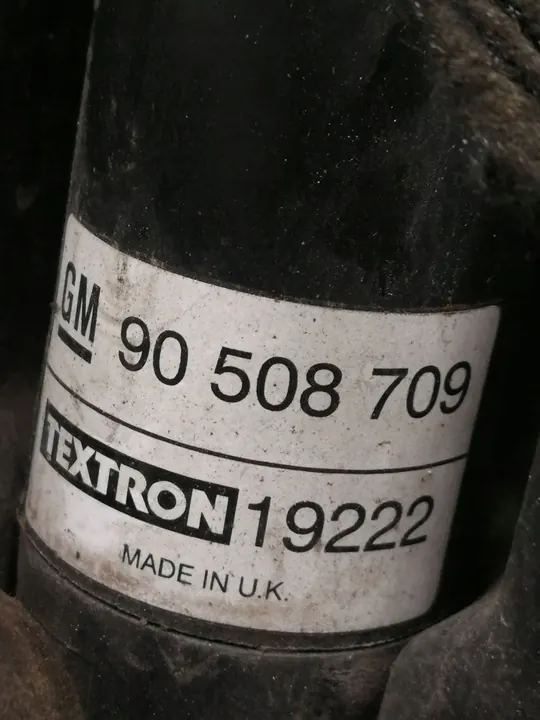 GM 90 508 709
TEXTRON 19222
MADE IN U.K.